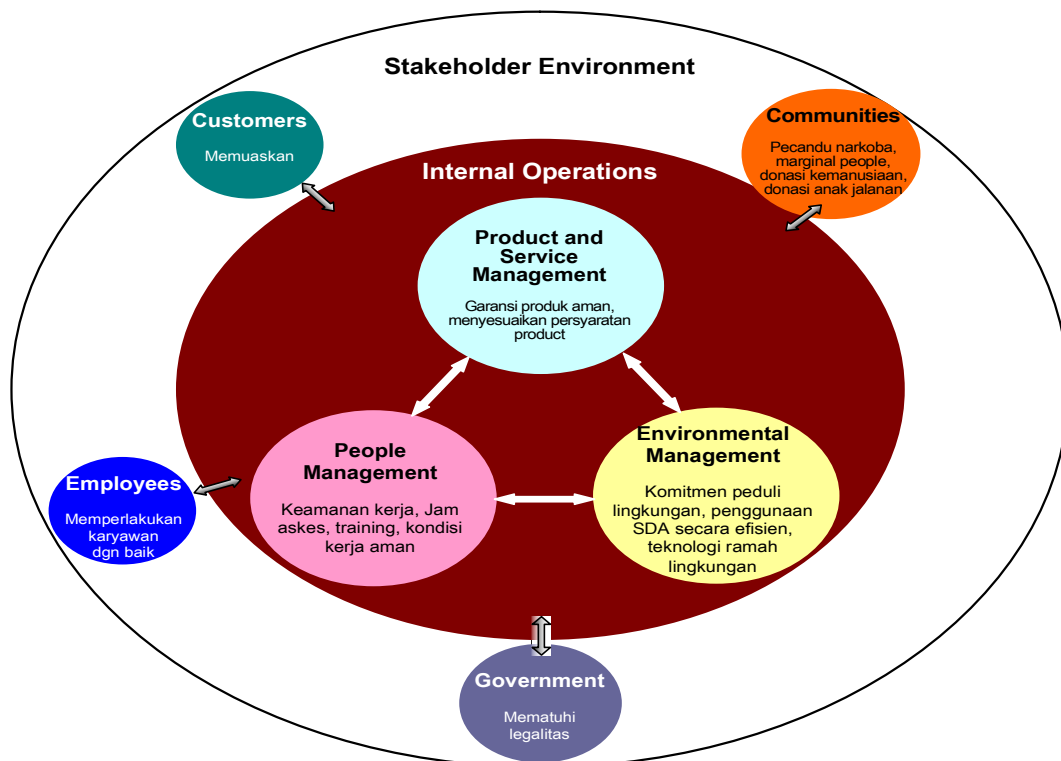 Stakeholder Environment
Customers
Memuaskan
Communities
Pecandu narkoba,
marginal people,
donasi kemanusiaan,
donasi anak jalanan
Internal Operations
Product and
Service
Management
Garansi produk aman,
menyesuaikan persyaratan
product
People
Management
Keamanan kerja, Jam
askes, training, kondisi
kerja aman
Environmental
Management
Komitmen peduli
lingkungan, penggunaan
SDA secara efisien,
teknologi ramah
lingkungan
Employees
Memperlakukan
karyawan
dgn baik
Government
Mematuhi
legalitas